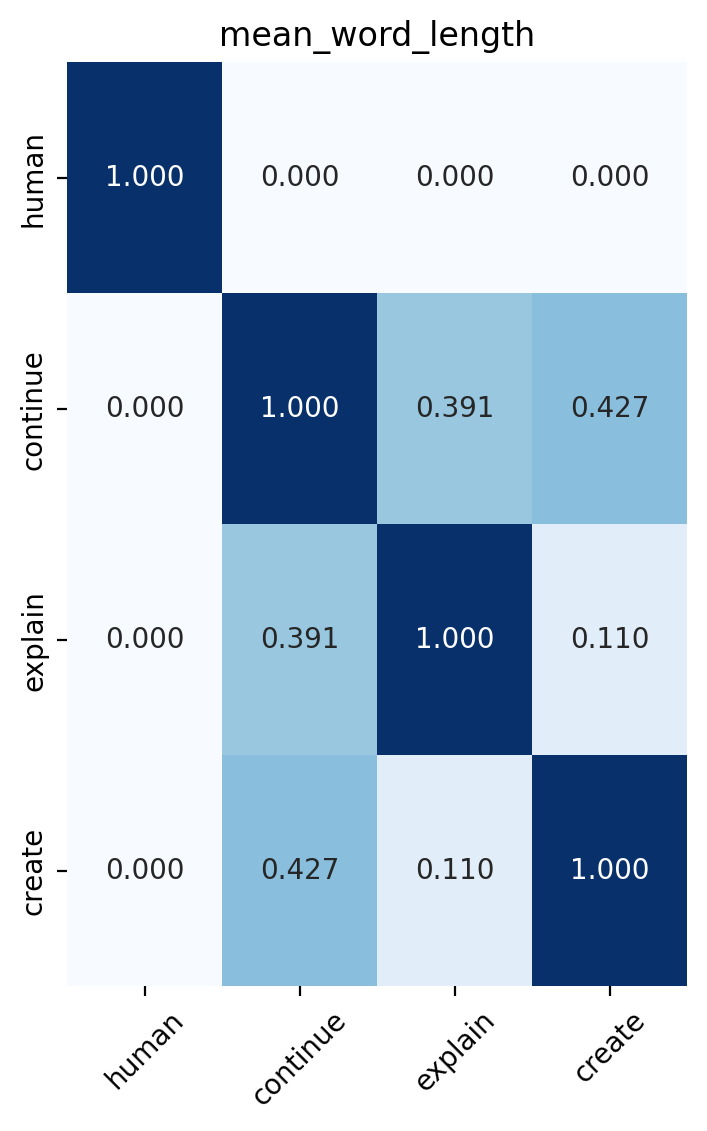 mean_word_length
human 1.000 0.000 0.000 0.000
continue 0.000 1.000 0.391 0.427
explain 0.000 0.391 1.000 0.110
create 0.000 0.427 0.110 1.000
human continue explain create